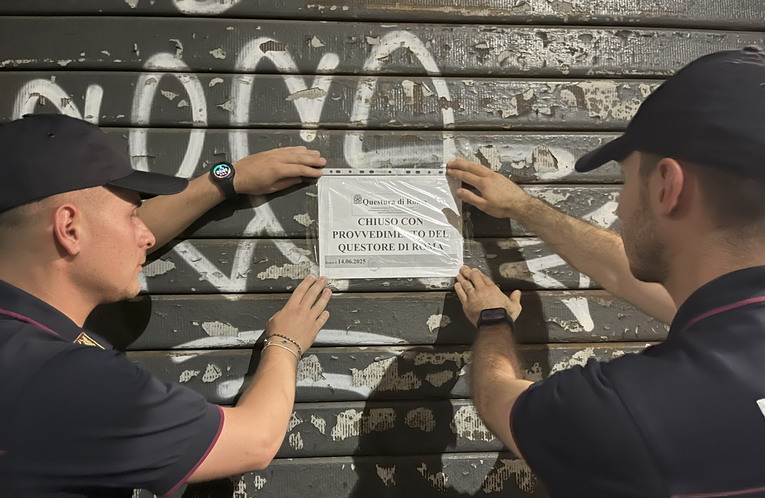 Questura di Roma
CHIUSO CON
PROVVEDIMENTO DEL
QUESTORE DI ROMA
14.06.2025